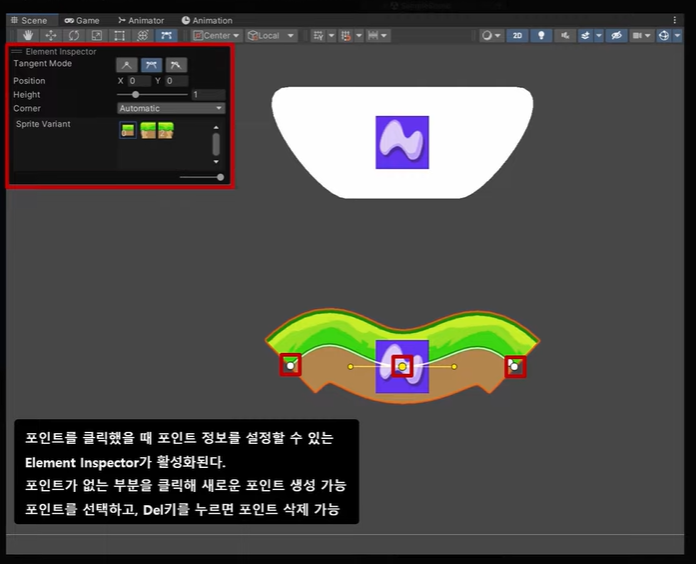 Scene Game Animator Animation
Center Local 2D
Element Inspector
Tangent Mode
Position X 0 Y 0
Height 1
Corner Automatic
Sprite Variant
포인트를 클릭했을 때 포인트 정보를 설정할 수 있는
Element Inspector가 활성화된다.
포인트가 없는 부분을 클릭해 새로운 포인트 생성 가능
포인트를 선택하고, Del키를 누르면 포인트 삭제 가능